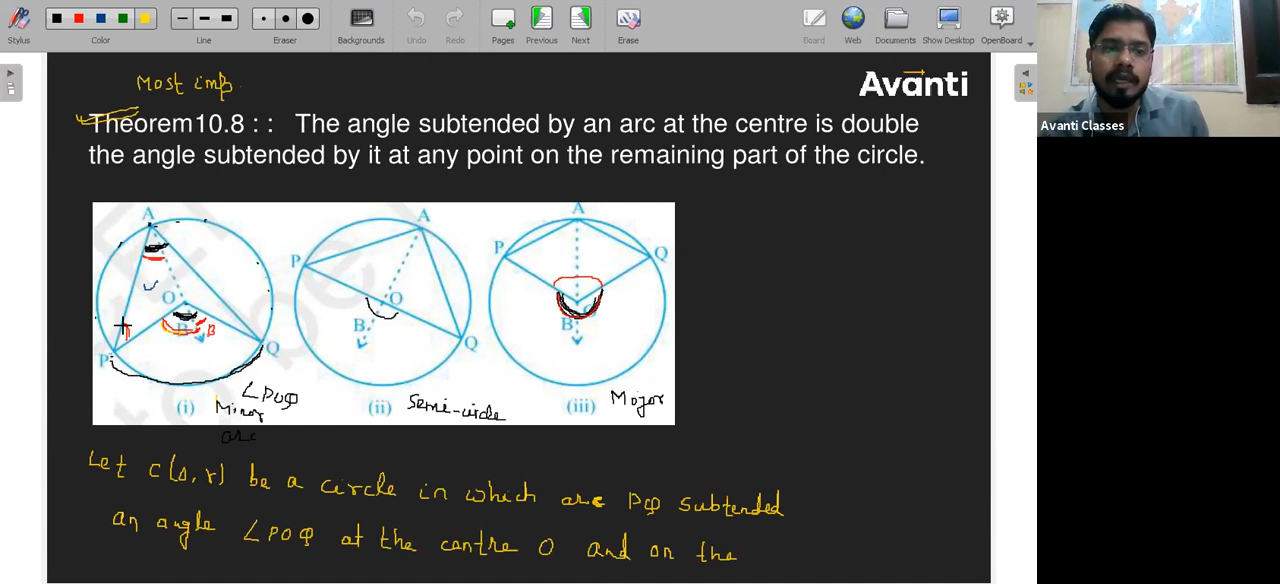 Stylus Color Line Eraser Backgrounds Undo Redo Pages Previous Next Erase Board Web Documents Show Desktop OpenBoard
Most imp.
Avanti
Theorem10.8 : : The angle subtended by an arc at the centre is double
the angle subtended by it at any point on the remaining part of the circle.
Avanti Classes
A O B B P Q
(i)
∠POQ
Minor
arc
A P O B Q
(ii)
Semi-circle
A P Q B
(iii)
Major
Let C(O,r) be a circle in which arc PQ subtended
an angle ∠POQ at the centre O and on the